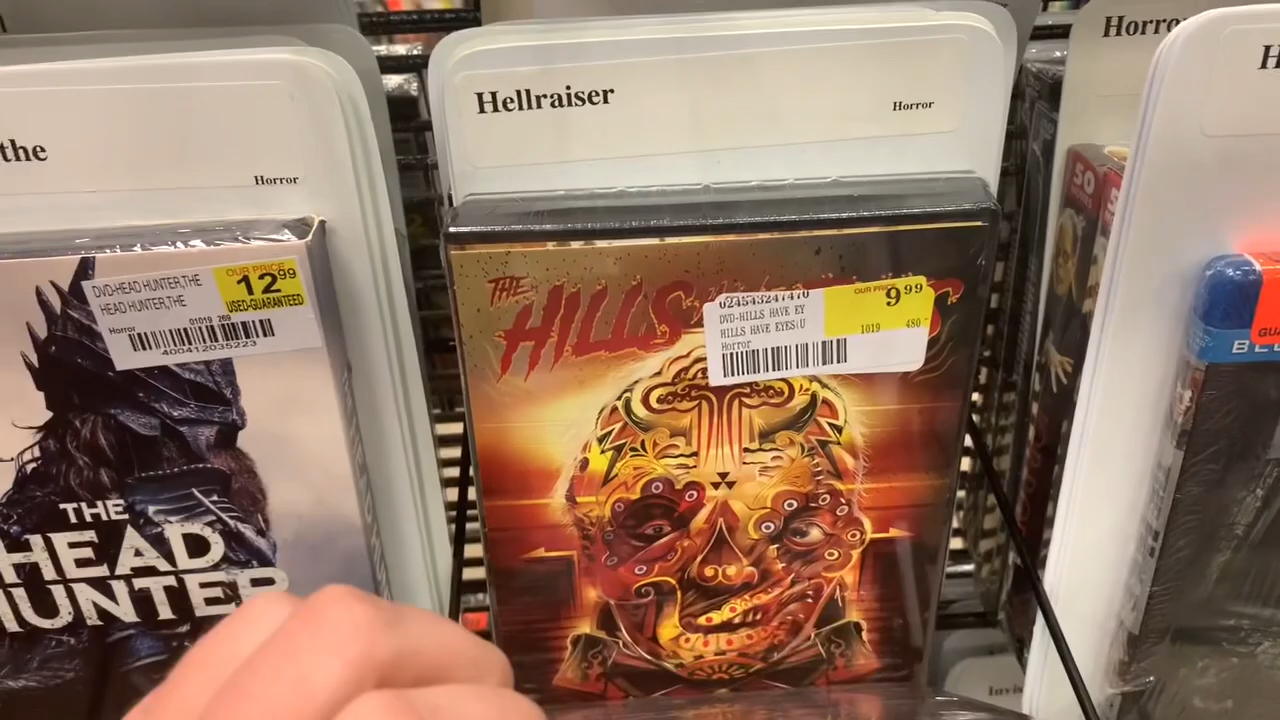 the
Horror
DVD-HEAD HUNTER,THE
HEAD HUNTER,THE
OUR PRICE
12.99
USED-GUARANTEED
Horror
01019 269
400412035223
THE
HEAD
HUNTER
Hellraiser
Horror
THE
HILLS
024543247470
DVD-HILLS HAVE EY
HILLS HAVE EYES(U
Horror
OUR PRICE
9.99
1019 480
50
Horro
H